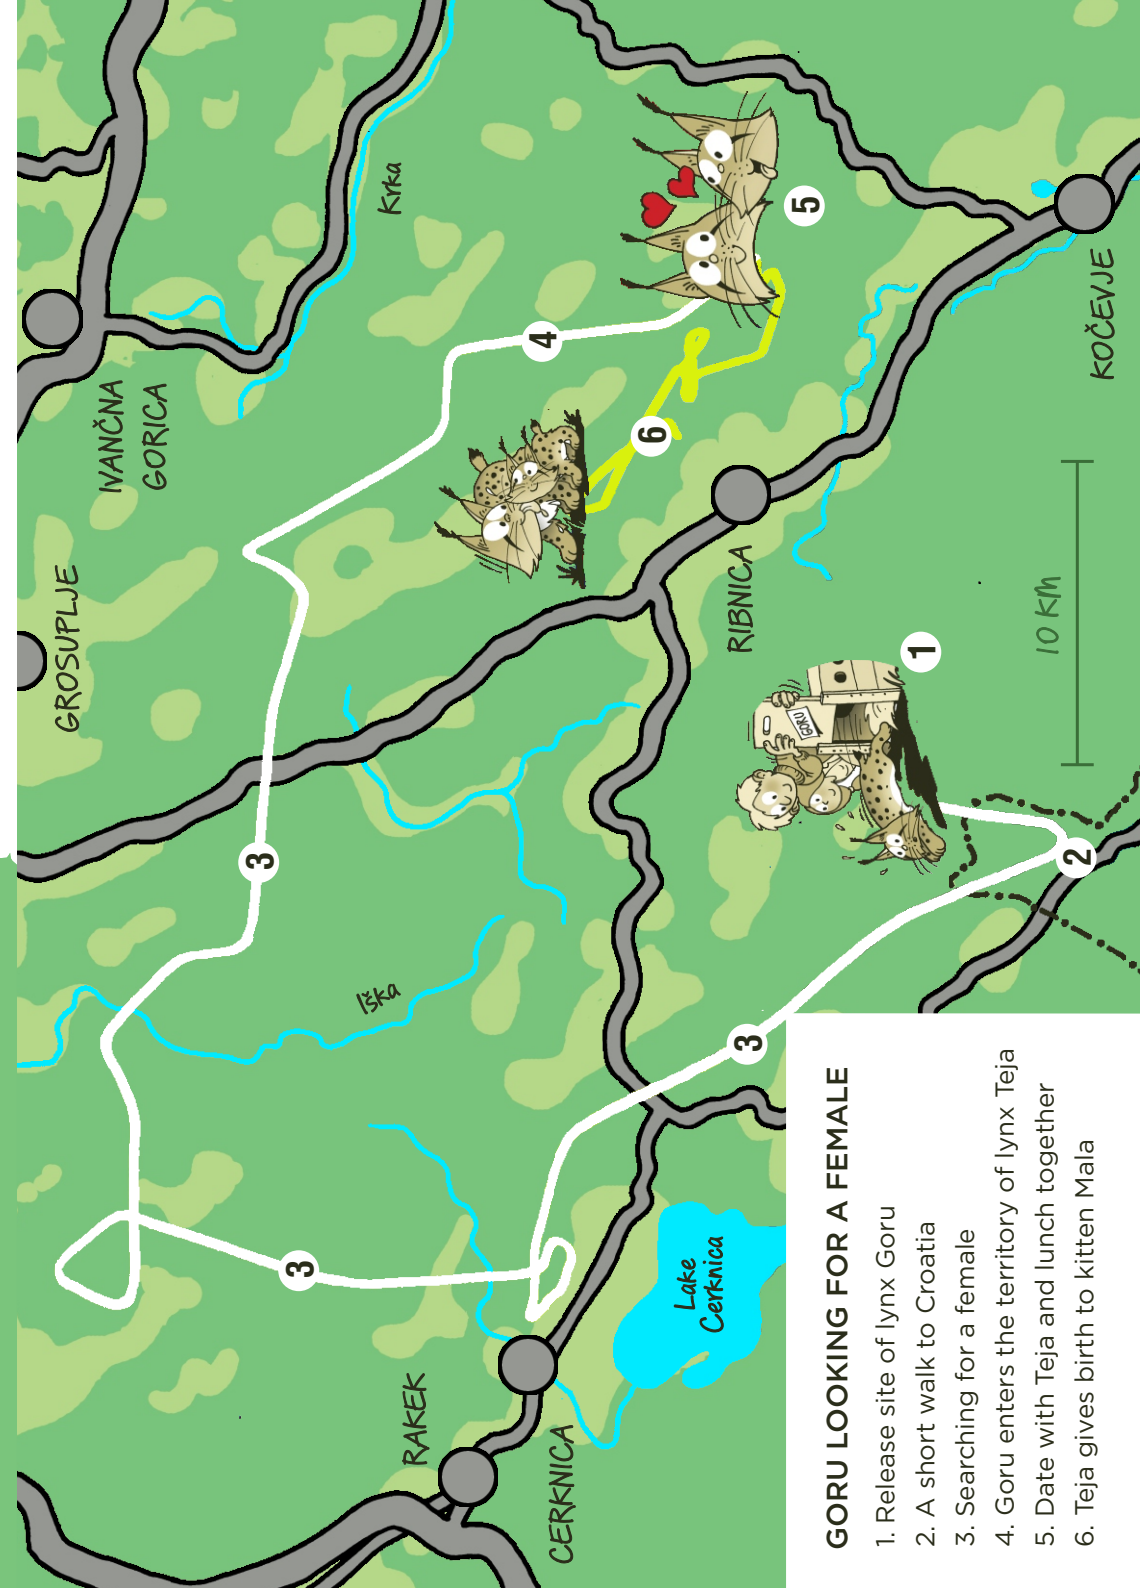 GROSUPLJE
IVANČNA
GORICA
Krka
Iška
RAKEK
CERKNICA
Lake
Cerknica
RIBNICA
KOČEVJE
10 KM
GORU
1
2
3
3
3
4
5
6
GORU LOOKING FOR A FEMALE
1. Release site of lynx Goru
2. A short walk to Croatia
3. Searching for a female
4. Goru enters the territory of lynx Teja
5. Date with Teja and lunch together
6. Teja gives birth to kitten Mala